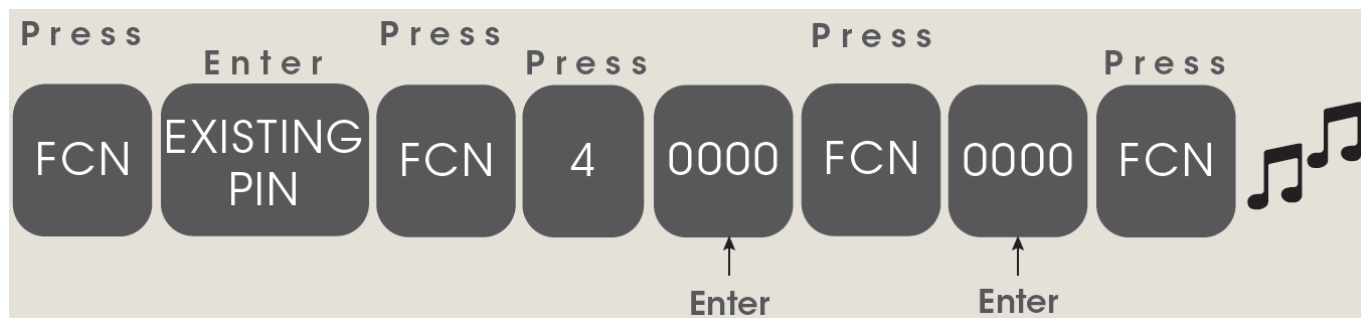 Press Press Press
Enter Press Press
FCN EXISTING PIN FCN 4 0000 FCN 0000 FCN
Enter Enter